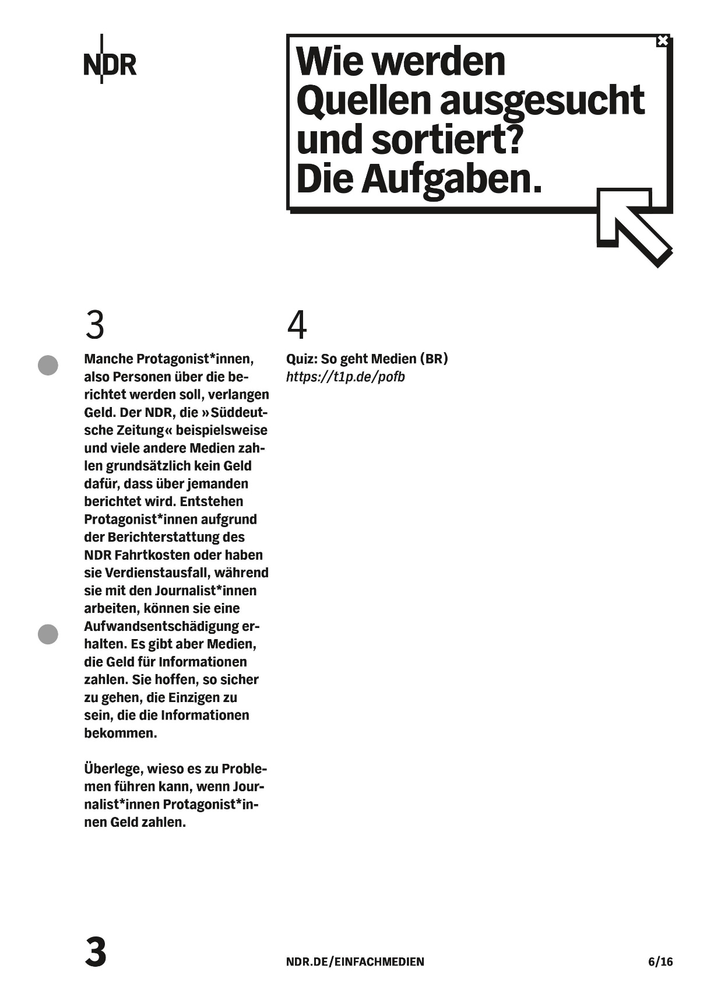 NDR
Wie werden
Quellen ausgesucht
und sortiert?
Die Aufgaben.
3
Manche Protagonist*innen,
also Personen über die be-
richtet werden soll, verlangen
Geld. Der NDR, die »Süddeut-
sche Zeitung« beispielsweise
und viele andere Medien zah-
len grundsätzlich kein Geld
dafür, dass über jemanden
berichtet wird. Entstehen
Protagonist*innen aufgrund
der Berichterstattung des
NDR Fahrtkosten oder haben
sie Verdienstausfall, während
sie mit den Journalist*innen
arbeiten, können sie eine
Aufwandsentschädigung er-
halten. Es gibt aber Medien,
die Geld für Informationen
zahlen. Sie hoffen, so sicher
zu gehen, die Einzigen zu
sein, die die Informationen
bekommen.
Überlege, wieso es zu Proble-
men führen kann, wenn Jour-
nalist*innen Protagonist*in-
nen Geld zahlen.
4
Quiz: So geht Medien (BR)
https://t1p.de/pofb
3
NDR.DE/EINFACHMEDIEN
6/16